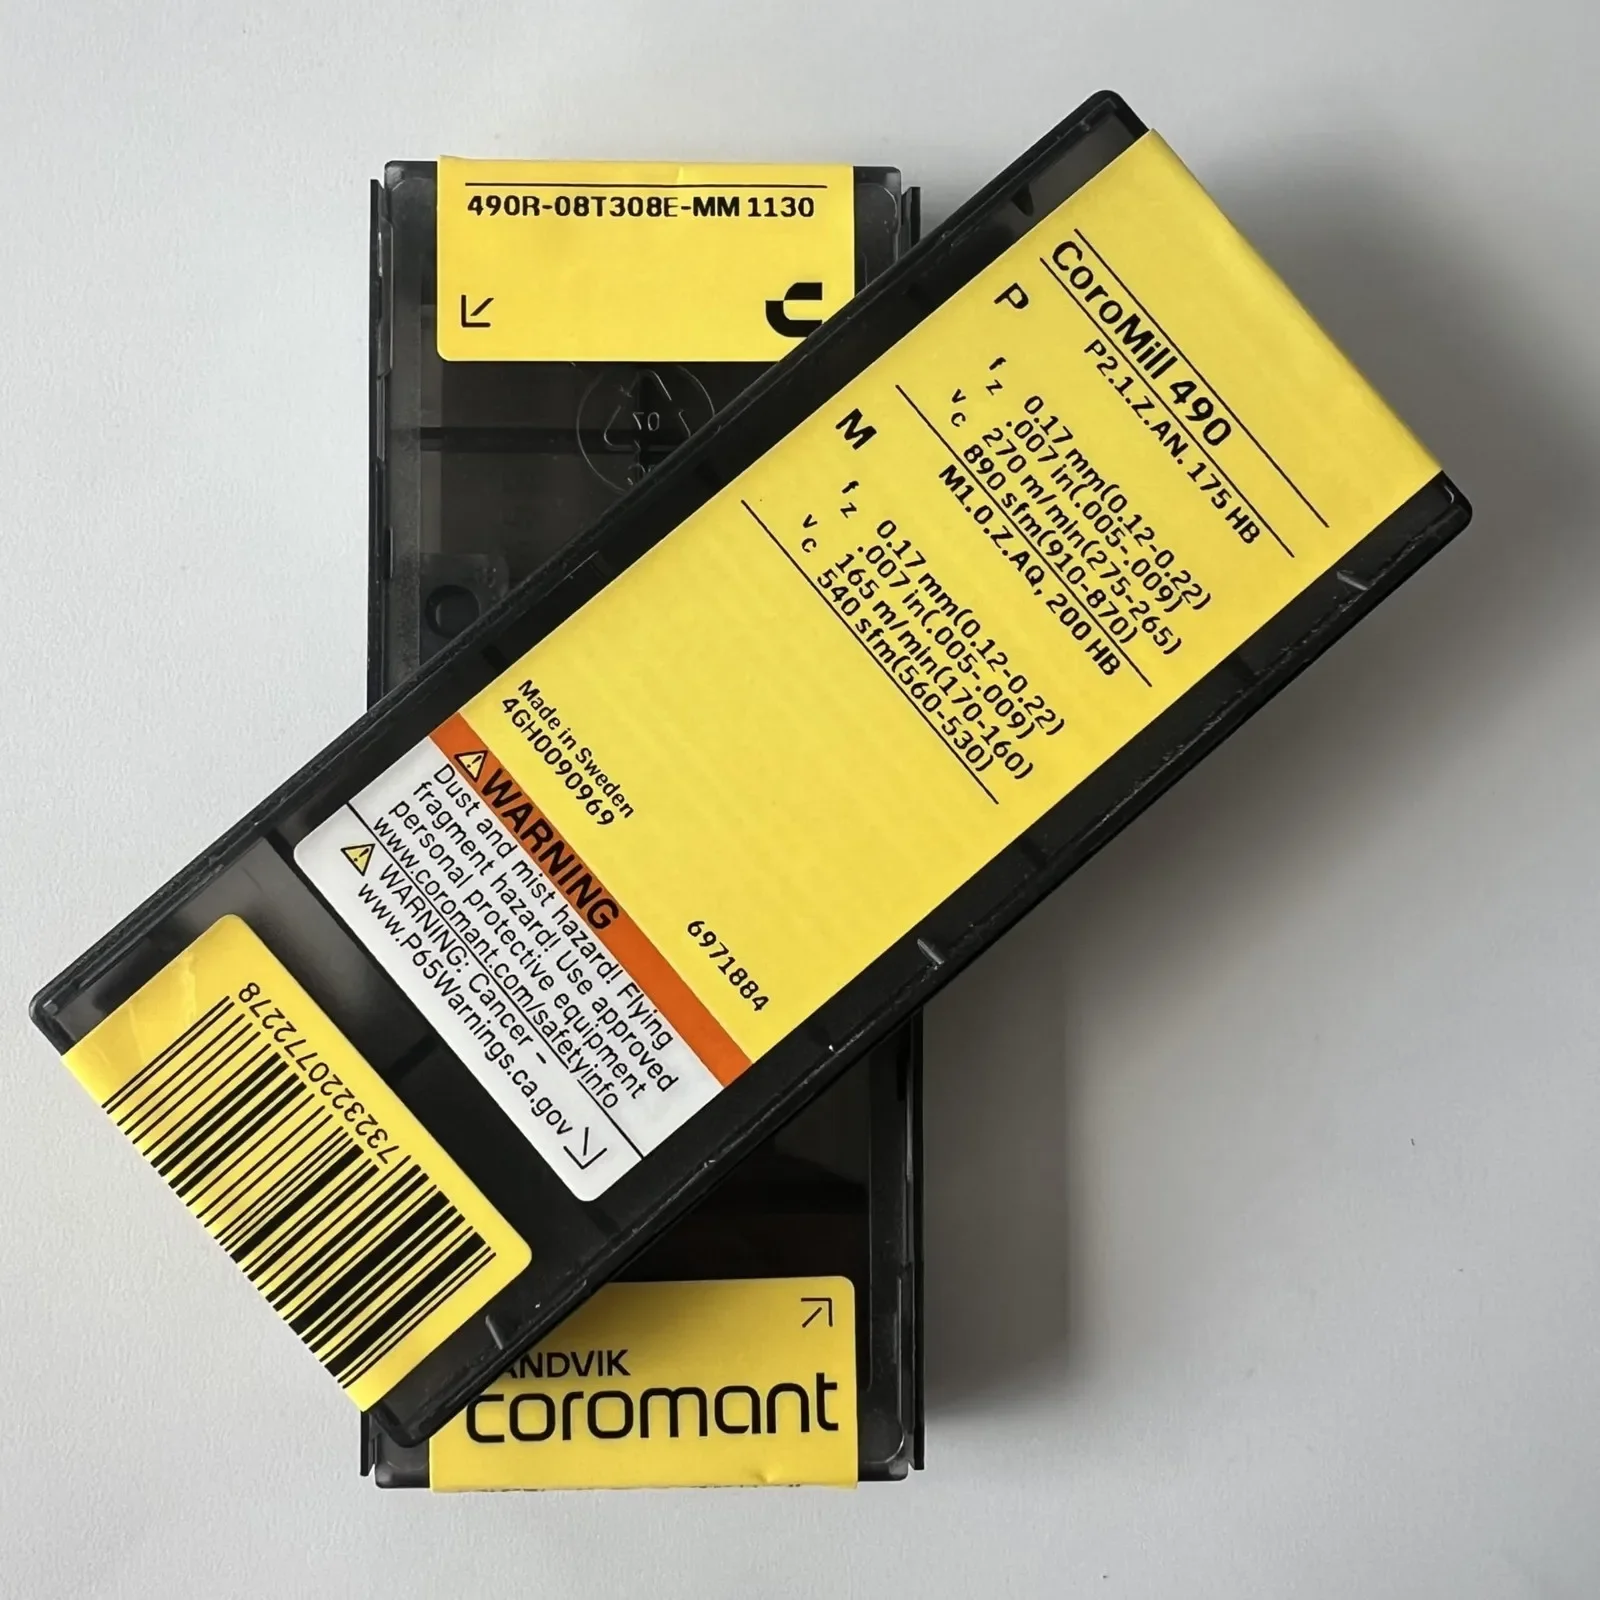 490R-08T308E-MM 1130
CoroMill 490
P
P2.1.Z.AN. 175 HB
fz 0.17 mm(0.12-0.22)
.007 in(.005-.009)
vc 270 m/min(275-265)
890 sfm(910-870)
M
M1.0.Z.AQ, 200 HB
fz 0.17 mm(0.12-0.22)
.007 in(.005-.009)
vc 165 m/min(170-160)
540 sfm(560-530)
Made in Sweden
4GH0090969
6971884
WARNING
Dust and mist hazard! Flying
fragment hazard! Use approved
personal protective equipment
www.coromant.com/safetyinfo
WARNING: Cancer –
www.P65Warnings.ca.gov
7323220772278
ANDVIK
coromant
07